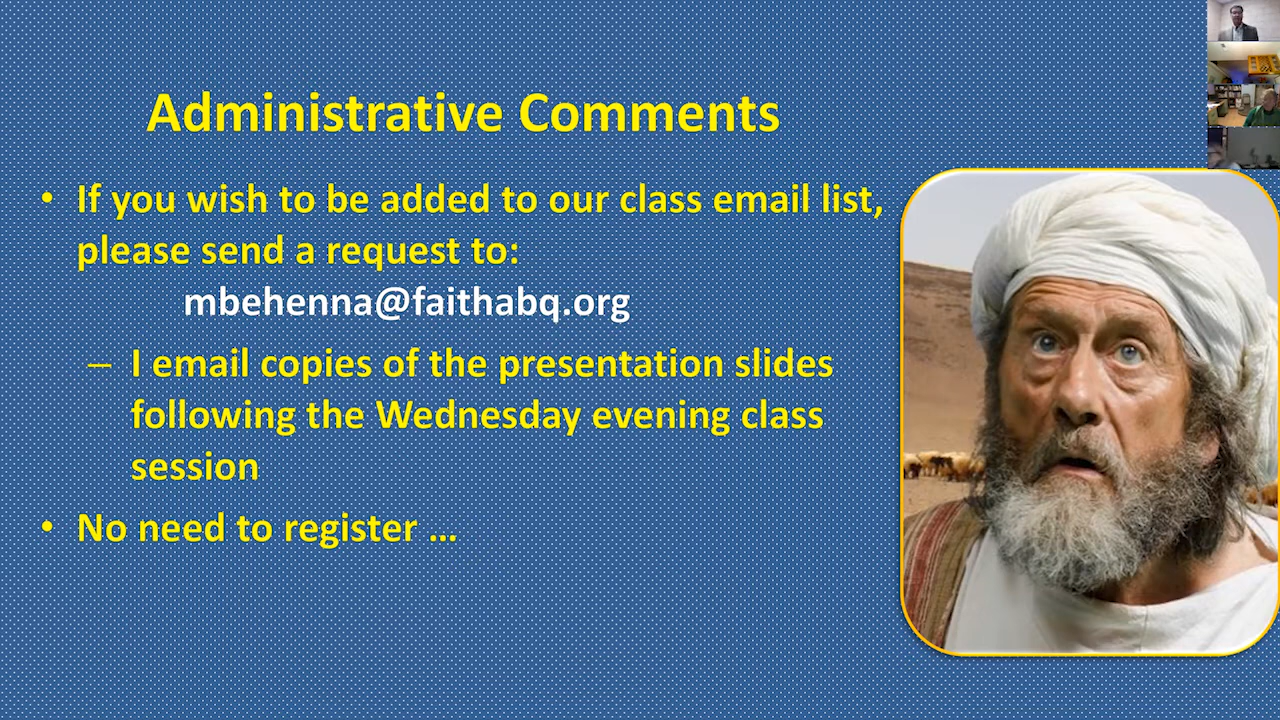 Administrative Comments
• If you wish to be added to our class email list,
please send a request to:
mbehenna@faithabq.org
– I email copies of the presentation slides
following the Wednesday evening class
session
• No need to register …